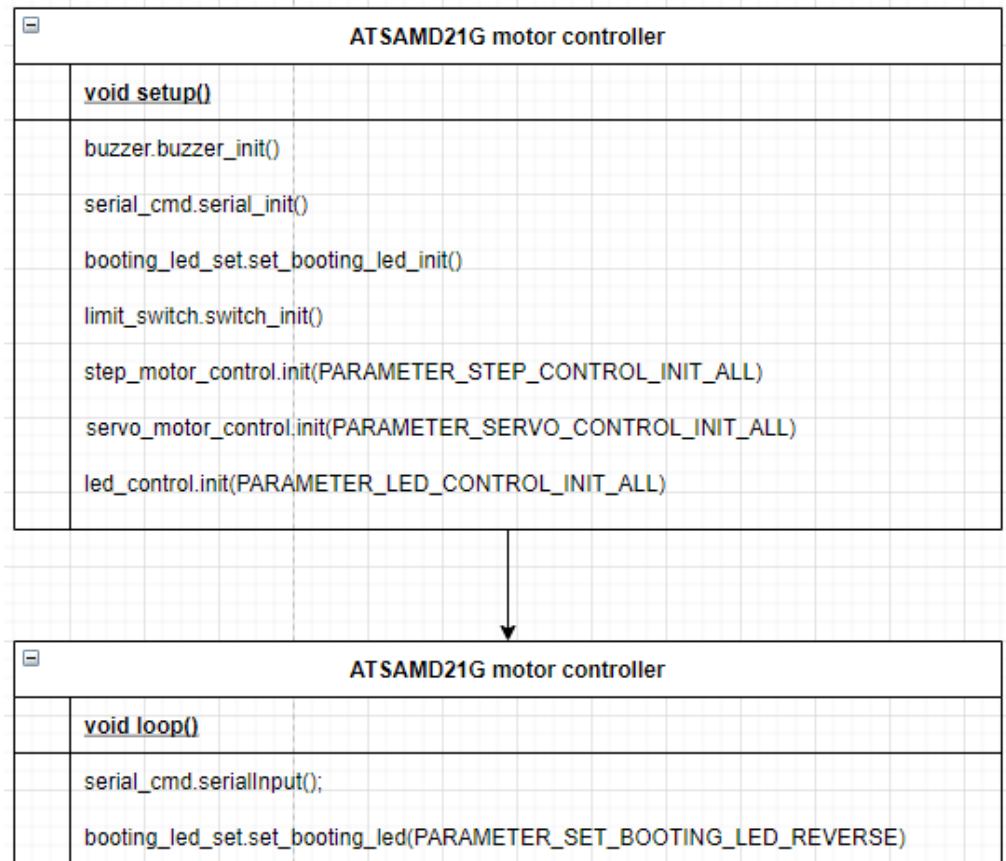 ATSAMD21G motor controller
void setup()
buzzer.buzzer_init()
serial_cmd.serial_init()
booting_led_set.set_booting_led_init()
limit_switch.switch_init()
step_motor_control.init(PARAMETER_STEP_CONTROL_INIT_ALL)
servo_motor_control.init(PARAMETER_SERVO_CONTROL_INIT_ALL)
led_control.init(PARAMETER_LED_CONTROL_INIT_ALL)
ATSAMD21G motor controller
void loop()
serial_cmd.serialInput();
booting_led_set.set_booting_led(PARAMETER_SET_BOOTING_LED_REVERSE)